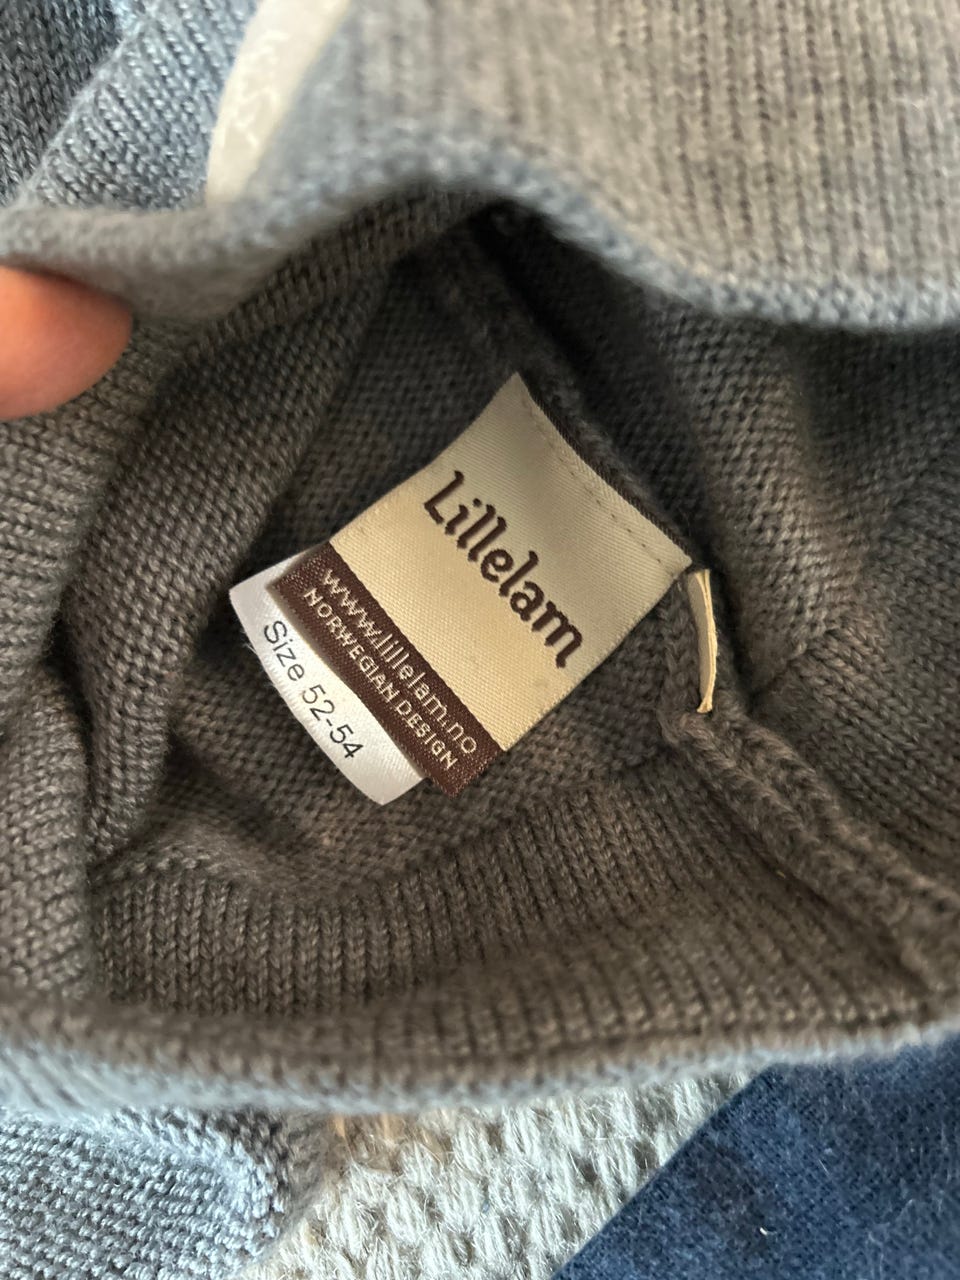 Lillelam
www.lillelam.no
NORWEGIAN DESIGN
Size 52-54